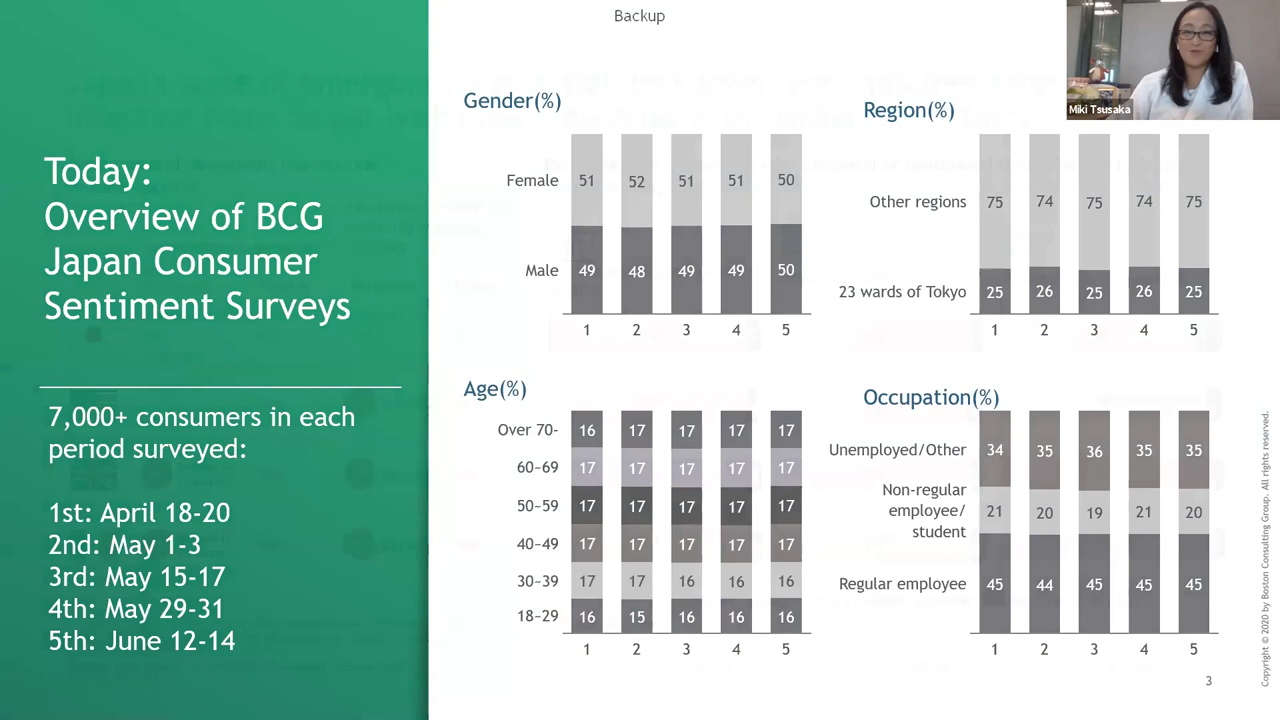 Backup
Miki Tsusaka
Today:
Overview of BCG
Japan Consumer
Sentiment Surveys
7,000+ consumers in each
period surveyed:
1st: April 18-20
2nd: May 1-3
3rd: May 15-17
4th: May 29-31
5th: June 12-14
Gender(%)
Female 51 52 51 51 50
Male 49 48 49 49 50
1 2 3 4 5
Region(%)
Other regions 75 74 75 74 75
23 wards of Tokyo 25 26 25 26 25
1 2 3 4 5
Age(%)
Over 70- 16 17 17 17 17
60-69 17 17 17 17 17
50-59 17 17 17 17 17
40-49 17 17 17 17 17
30-39 17 17 16 16 16
18-29 16 15 16 16 16
1 2 3 4 5
Occupation(%)
Unemployed/Other 34 35 36 35 35
Non-regular
employee/ 21 20 19 21 20
student
Regular employee 45 44 45 45 45
1 2 3 4 5
3
Copyright © 2020 by Boston Consulting Group. All rights reserved.